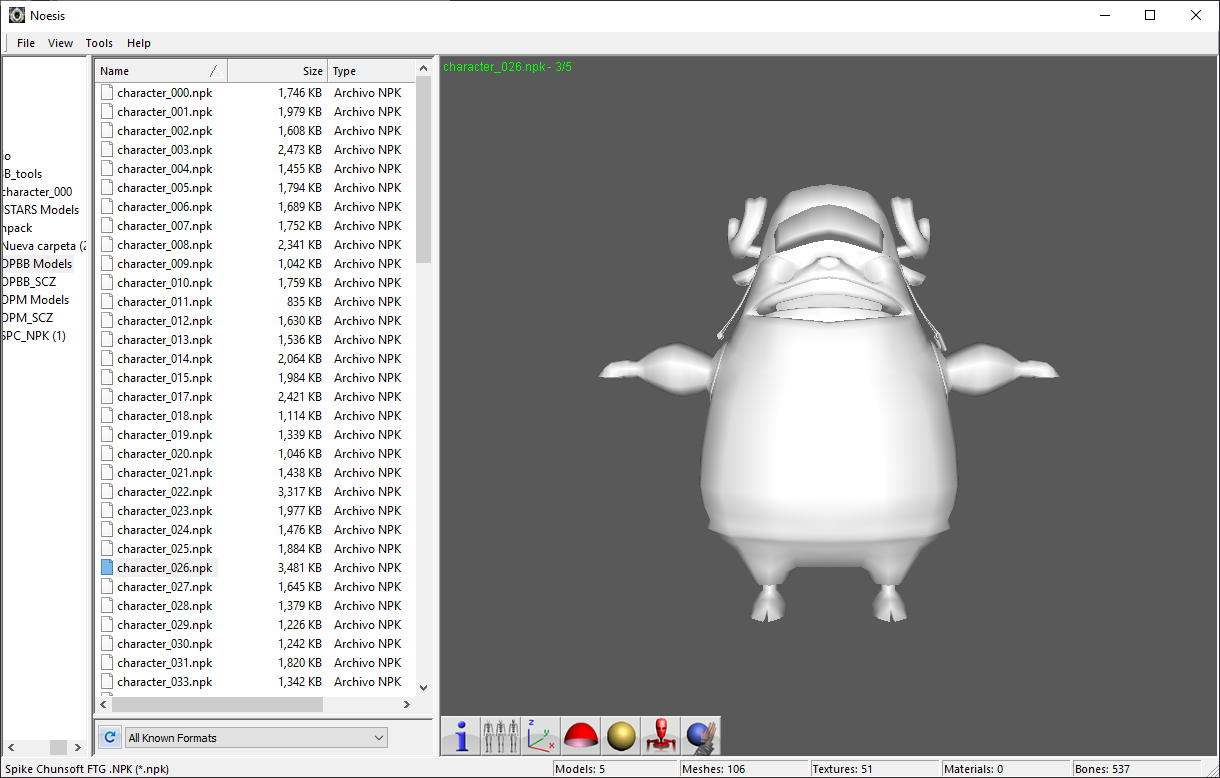 Noesis
File View Tools Help
io
B_tools
character_000
STARS Models
npack
Nueva carpeta (2
OPBB Models
OPBB_SCZ
OPM Models
OPM_SCZ
SPC_NPK (1)
Name Size Type
character_000.npk 1,746 KB Archivo NPK
character_001.npk 1,979 KB Archivo NPK
character_002.npk 1,608 KB Archivo NPK
character_003.npk 2,473 KB Archivo NPK
character_004.npk 1,455 KB Archivo NPK
character_005.npk 1,794 KB Archivo NPK
character_006.npk 1,689 KB Archivo NPK
character_007.npk 1,752 KB Archivo NPK
character_008.npk 2,341 KB Archivo NPK
character_009.npk 1,042 KB Archivo NPK
character_010.npk 1,759 KB Archivo NPK
character_011.npk 835 KB Archivo NPK
character_012.npk 1,630 KB Archivo NPK
character_013.npk 1,536 KB Archivo NPK
character_014.npk 2,064 KB Archivo NPK
character_015.npk 1,984 KB Archivo NPK
character_017.npk 2,421 KB Archivo NPK
character_018.npk 1,114 KB Archivo NPK
character_019.npk 1,339 KB Archivo NPK
character_020.npk 1,046 KB Archivo NPK
character_021.npk 1,438 KB Archivo NPK
character_022.npk 3,317 KB Archivo NPK
character_023.npk 1,977 KB Archivo NPK
character_024.npk 1,476 KB Archivo NPK
character_025.npk 1,884 KB Archivo NPK
character_026.npk 3,481 KB Archivo NPK
character_027.npk 1,645 KB Archivo NPK
character_028.npk 1,379 KB Archivo NPK
character_029.npk 1,226 KB Archivo NPK
character_030.npk 1,242 KB Archivo NPK
character_031.npk 1,820 KB Archivo NPK
character_033.npk 1,342 KB Archivo NPK
All Known Formats
character_026.npk - 3/5
z
y
x
Spike Chunsoft FTG .NPK (*.npk) Models: 5 Meshes: 106 Textures: 51 Materials: 0 Bones: 537